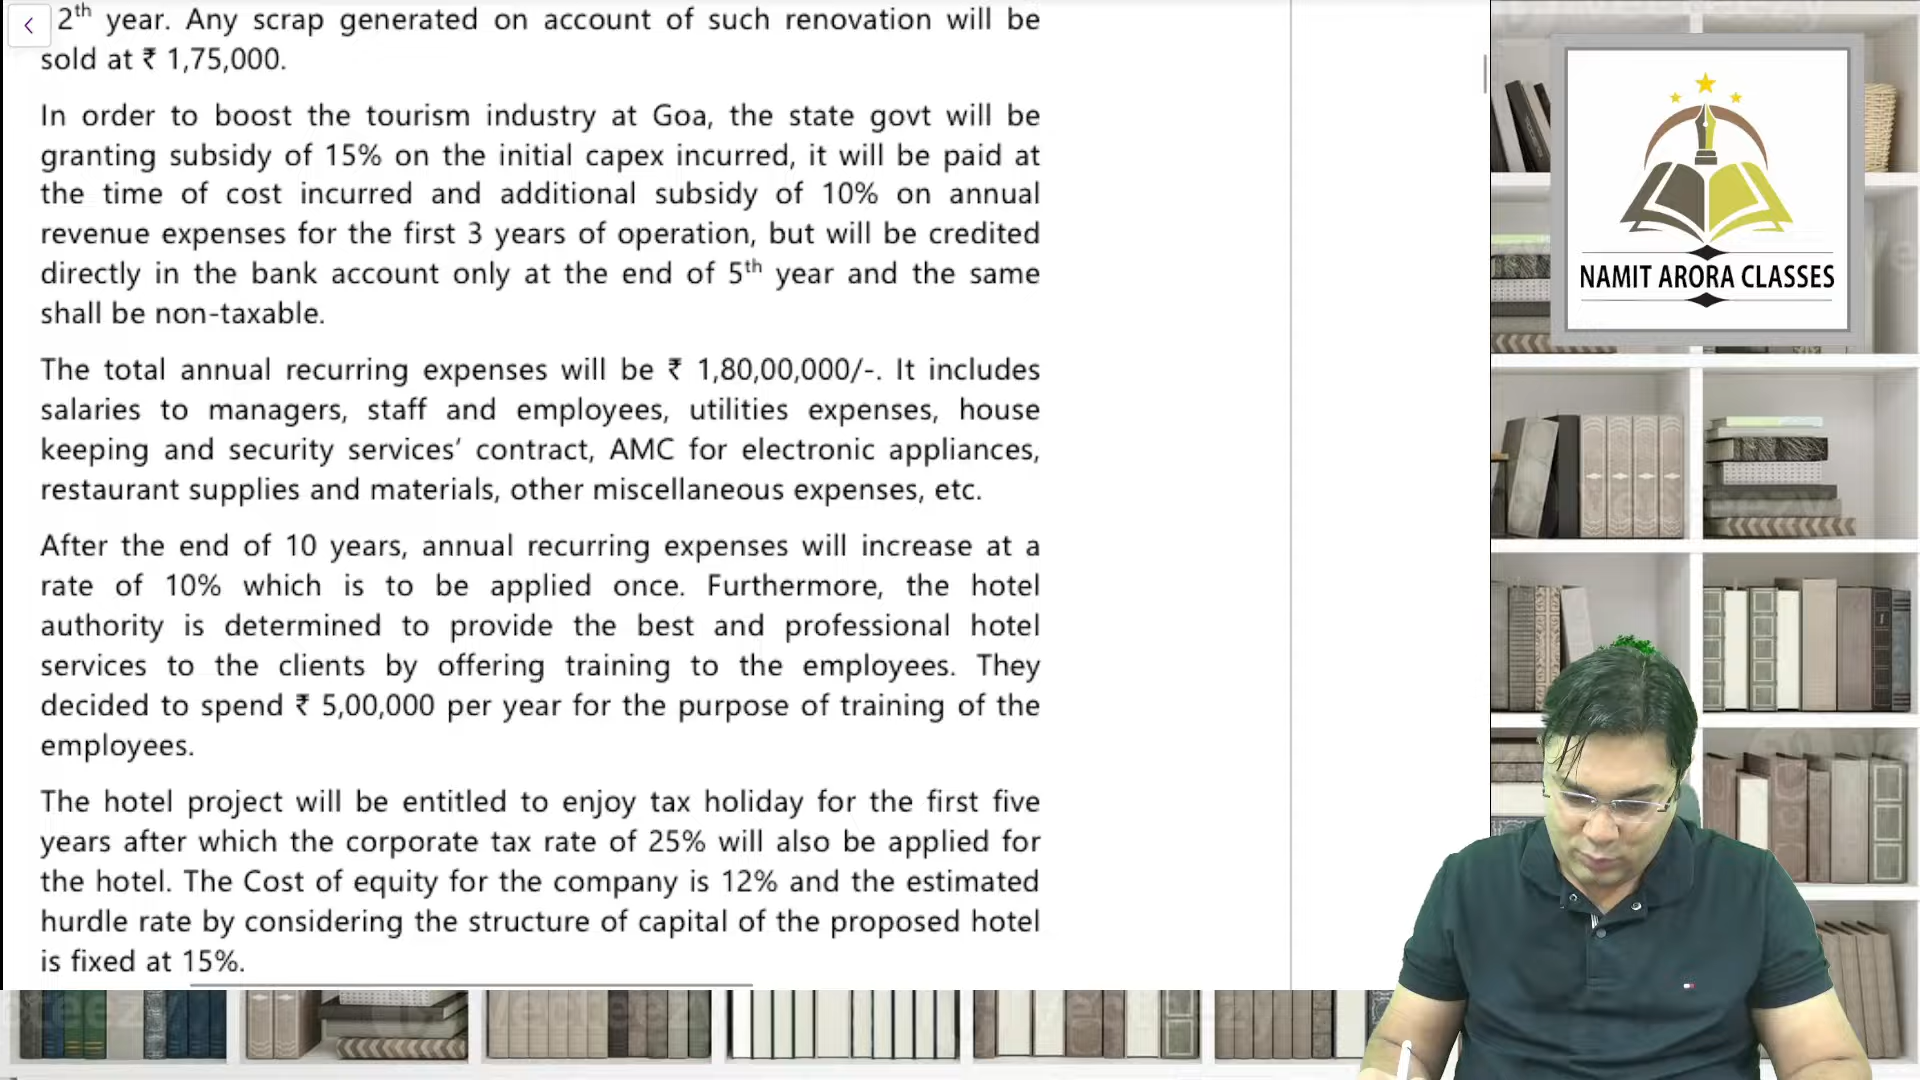 2th year. Any scrap generated on account of such renovation will be
sold at ₹ 1,75,000.
In order to boost the tourism industry at Goa, the state govt will be
granting subsidy of 15% on the initial capex incurred, it will be paid at
the time of cost incurred and additional subsidy of 10% on annual
revenue expenses for the first 3 years of operation, but will be credited
directly in the bank account only at the end of 5th year and the same
shall be non-taxable.
The total annual recurring expenses will be ₹ 1,80,00,000/-. It includes
salaries to managers, staff and employees, utilities expenses, house
keeping and security services’ contract, AMC for electronic appliances,
restaurant supplies and materials, other miscellaneous expenses, etc.
After the end of 10 years, annual recurring expenses will increase at a
rate of 10% which is to be applied once. Furthermore, the hotel
authority is determined to provide the best and professional hotel
services to the clients by offering training to the employees. They
decided to spend ₹ 5,00,000 per year for the purpose of training of the
employees.
The hotel project will be entitled to enjoy tax holiday for the first five
years after which the corporate tax rate of 25% will also be applied for
the hotel. The Cost of equity for the company is 12% and the estimated
hurdle rate by considering the structure of capital of the proposed hotel
is fixed at 15%.
NAMIT ARORA CLASSES